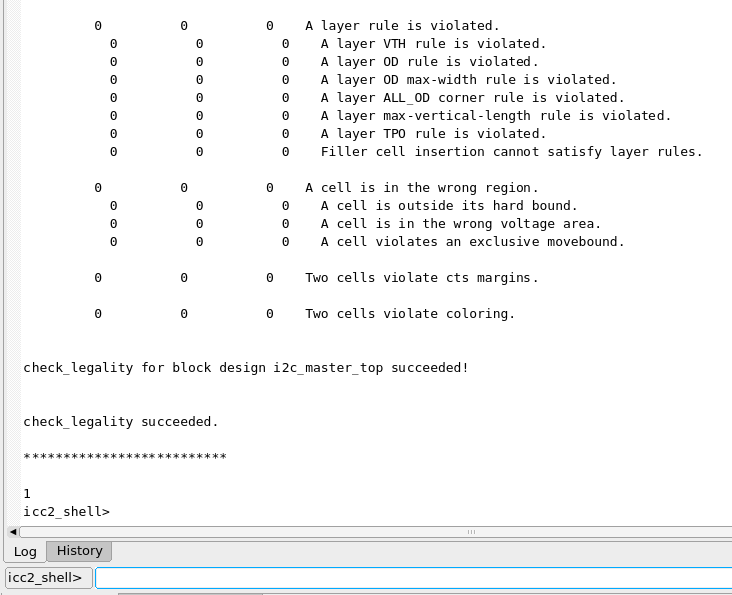 0 0 0 A layer rule is violated.
0 0 0 A layer VTH rule is violated.
0 0 0 A layer OD rule is violated.
0 0 0 A layer OD max-width rule is violated.
0 0 0 A layer ALL_OD corner rule is violated.
0 0 0 A layer max-vertical-length rule is violated.
0 0 0 A layer TPO rule is violated.
0 0 0 Filler cell insertion cannot satisfy layer rules.
0 0 0 A cell is in the wrong region.
0 0 0 A cell is outside its hard bound.
0 0 0 A cell is in the wrong voltage area.
0 0 0 A cell violates an exclusive movebound.
0 0 0 Two cells violate cts margins.
0 0 0 Two cells violate coloring.
check_legality for block design i2c_master_top succeeded!
check_legality succeeded.
**************************
1
icc2_shell>
Log History
icc2_shell>